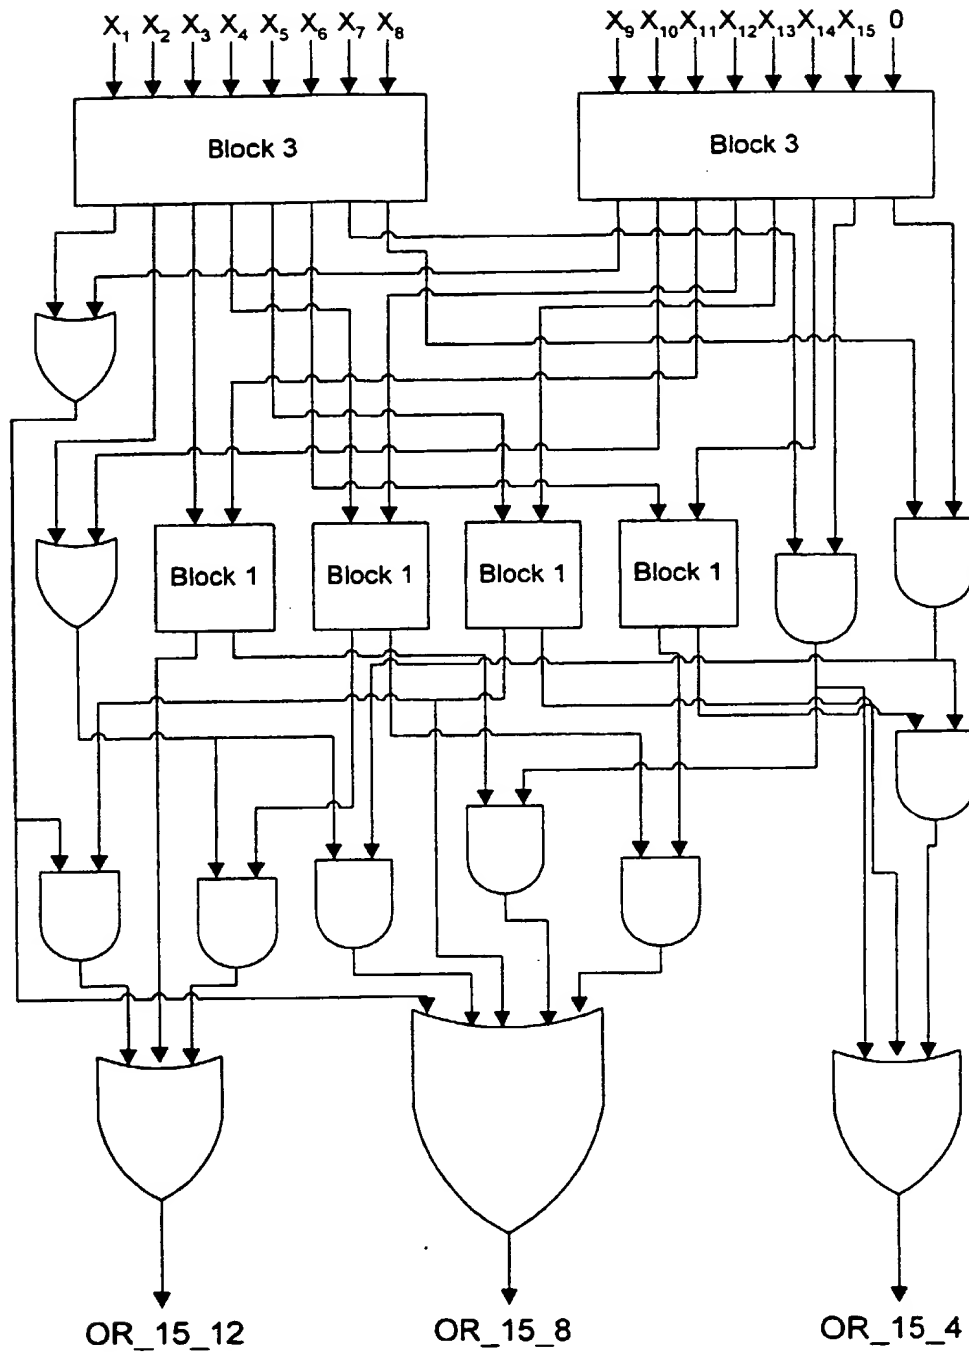 X1 X2 X3 X4 X5 X6 X7 X8
X9 X10 X11 X12 X13 X14 X15 0
Block 3
Block 3
Block 1
Block 1
Block 1
Block 1
OR_15_12
OR_15_8
OR_15_4